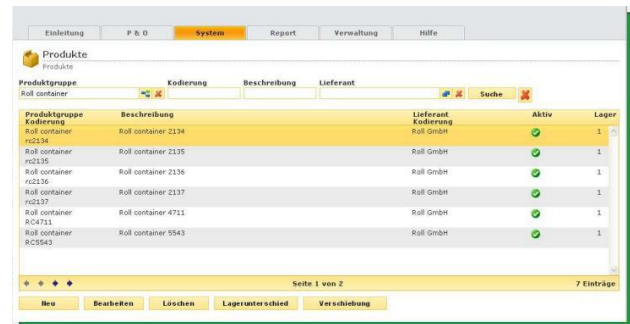 Einleitung P & O System Report Verwaltung Hilfe
Produkte
Produkte
Produktgruppe Kodierung Beschreibung Lieferant
Roll container Suche
Produktgruppe Beschreibung Lieferant Aktiv Lager
Kodierung Kodierung
Roll container Roll container 2134 Roll GmbH 1
rc2134
Roll container Roll container 2135 Roll GmbH 1
rc2135
Roll container Roll container 2136 Roll GmbH 1
rc2136
Roll container Roll container 2137 Roll GmbH 1
rc2137
Roll container Roll container 4711 Roll GmbH 1
RC4711
Roll container Roll container 5543 Roll GmbH 1
RC5543
Seite 1 von 2 7 Einträge
Neu Bearbeiten Löschen Lagerunterschied Verschiebung